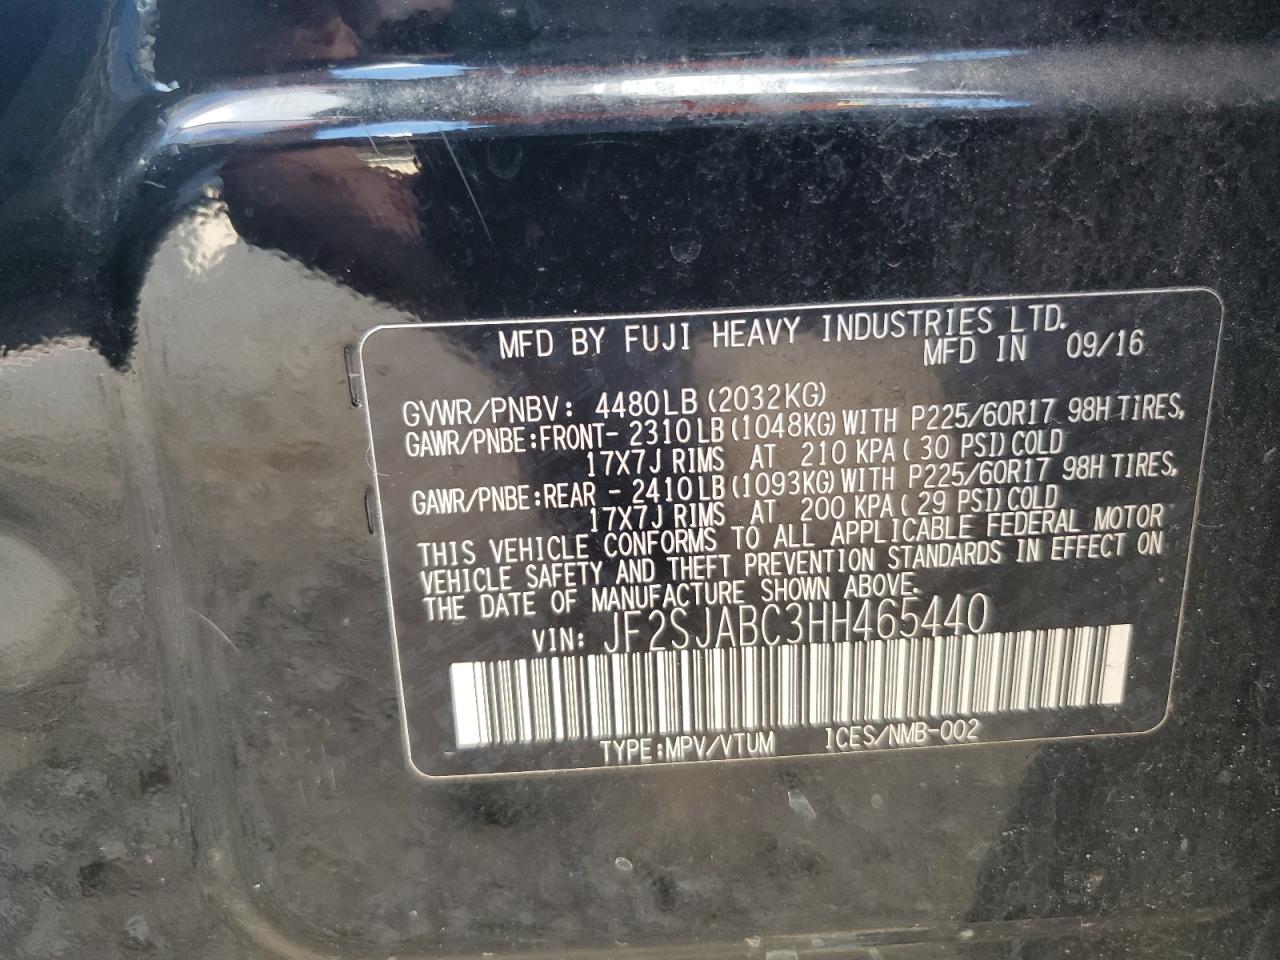 MFD BY FUJI HEAVY INDUSTRIES LTD.
MFD IN 09/16
GVWR/PNBV: 4480LB(2032KG)
GAWR/PNBE:FRONT- 2310LB(1048KG)WITH P225/60R17 98H TIRES,
17X7J RIMS AT 210 KPA( 30 PSI)COLD
GAWR/PNBE:REAR - 2410LB(1093KG)WITH P225/60R17 98H TIRES,
17X7J RIMS AT 200 KPA( 29 PSI)COLD
THIS VEHICLE CONFORMS TO ALL APPLICABLE FEDERAL MOTOR
VEHICLE SAFETY AND THEFT PREVENTION STANDARDS IN EFFECT ON
THE DATE OF MANUFACTURE SHOWN ABOVE.
VIN: JF2SJABC3HH465440
TYPE:MPV/VTUM ICES/NMB-002